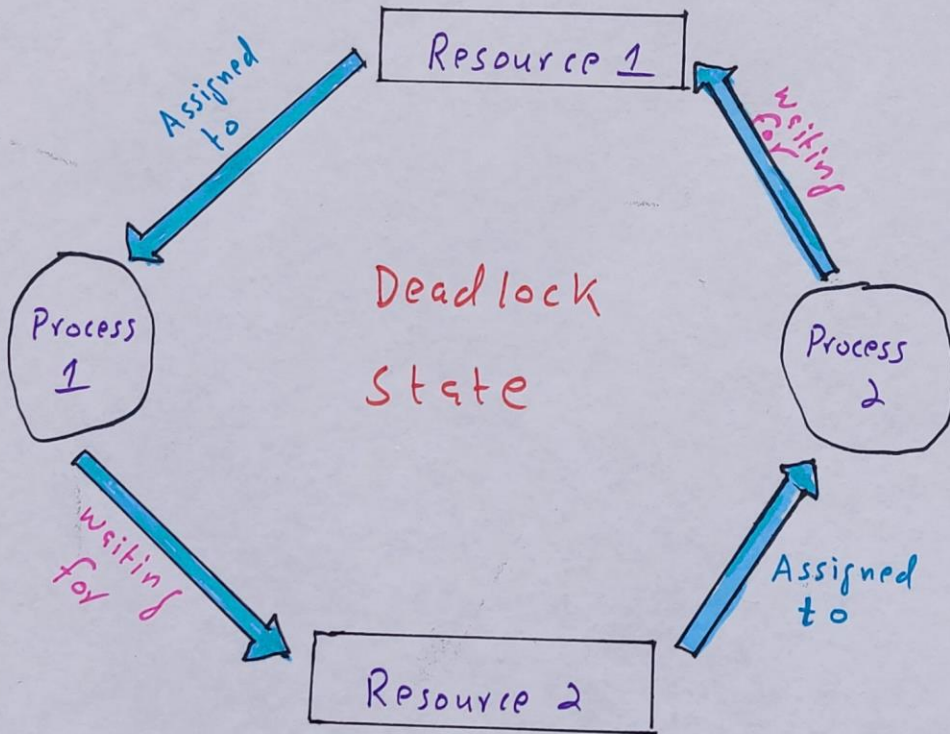 Resource 1
Assigned
to
waiting
for
Deadlock
State
Process
1
Process
2
waiting
for
Assigned
to
Resource 2